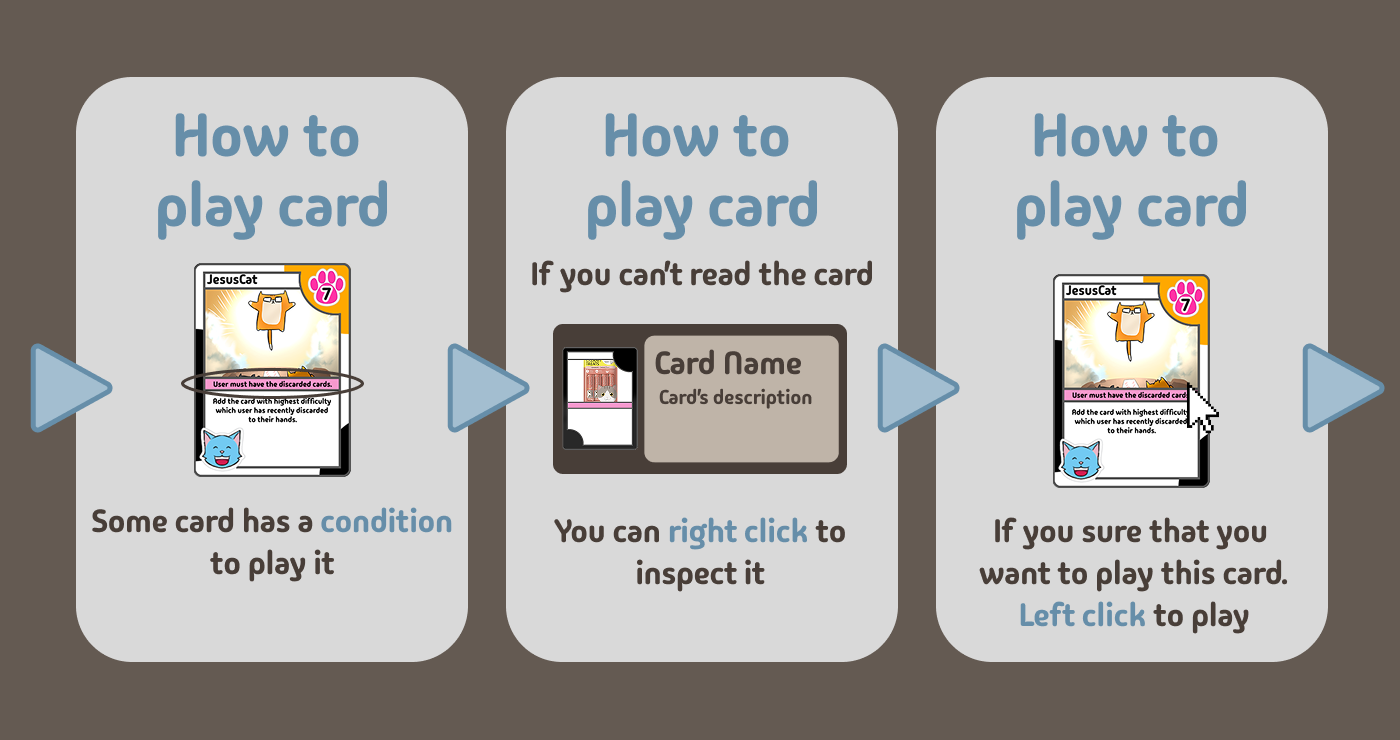 How to
play card
JesusCat
7
User must have the discarded cards.
Add the card with highest difficulty
which user has recently discarded
to their hands.
Some card has a condition
to play it
How to
play card
If you can't read the card
Card Name
Card's description
You can right click to
inspect it
How to
play card
JesusCat
7
User must have the discarded cards
Add the card with highest difficulty
which user has recently discarded
to their hands.
If you sure that you
want to play this card.
Left click to play